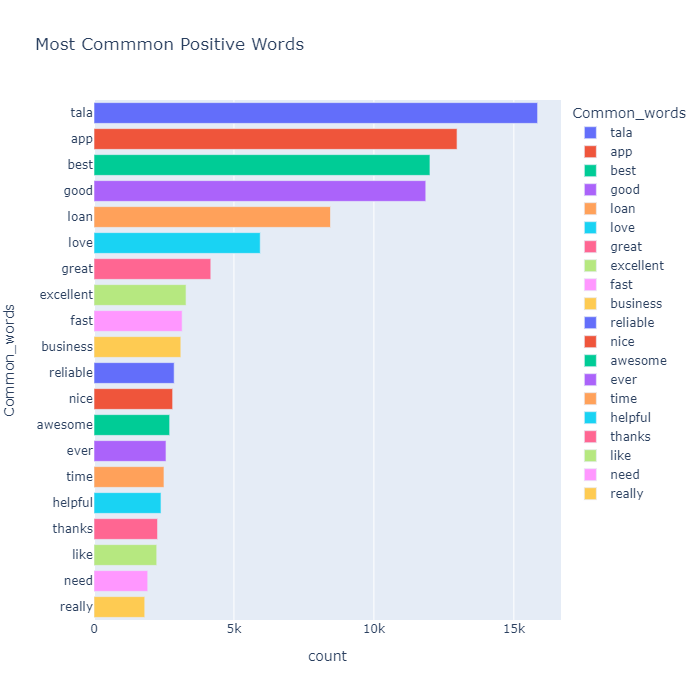 Most Commmon Positive Words
Common_words
tala
app
best
good
loan
love
great
excellent
fast
business
reliable
nice
awesome
ever
time
helpful
thanks
like
need
really
0
5k
10k
15k
count
Common_words
tala
app
best
good
loan
love
great
excellent
fast
business
reliable
nice
awesome
ever
time
helpful
thanks
like
need
really